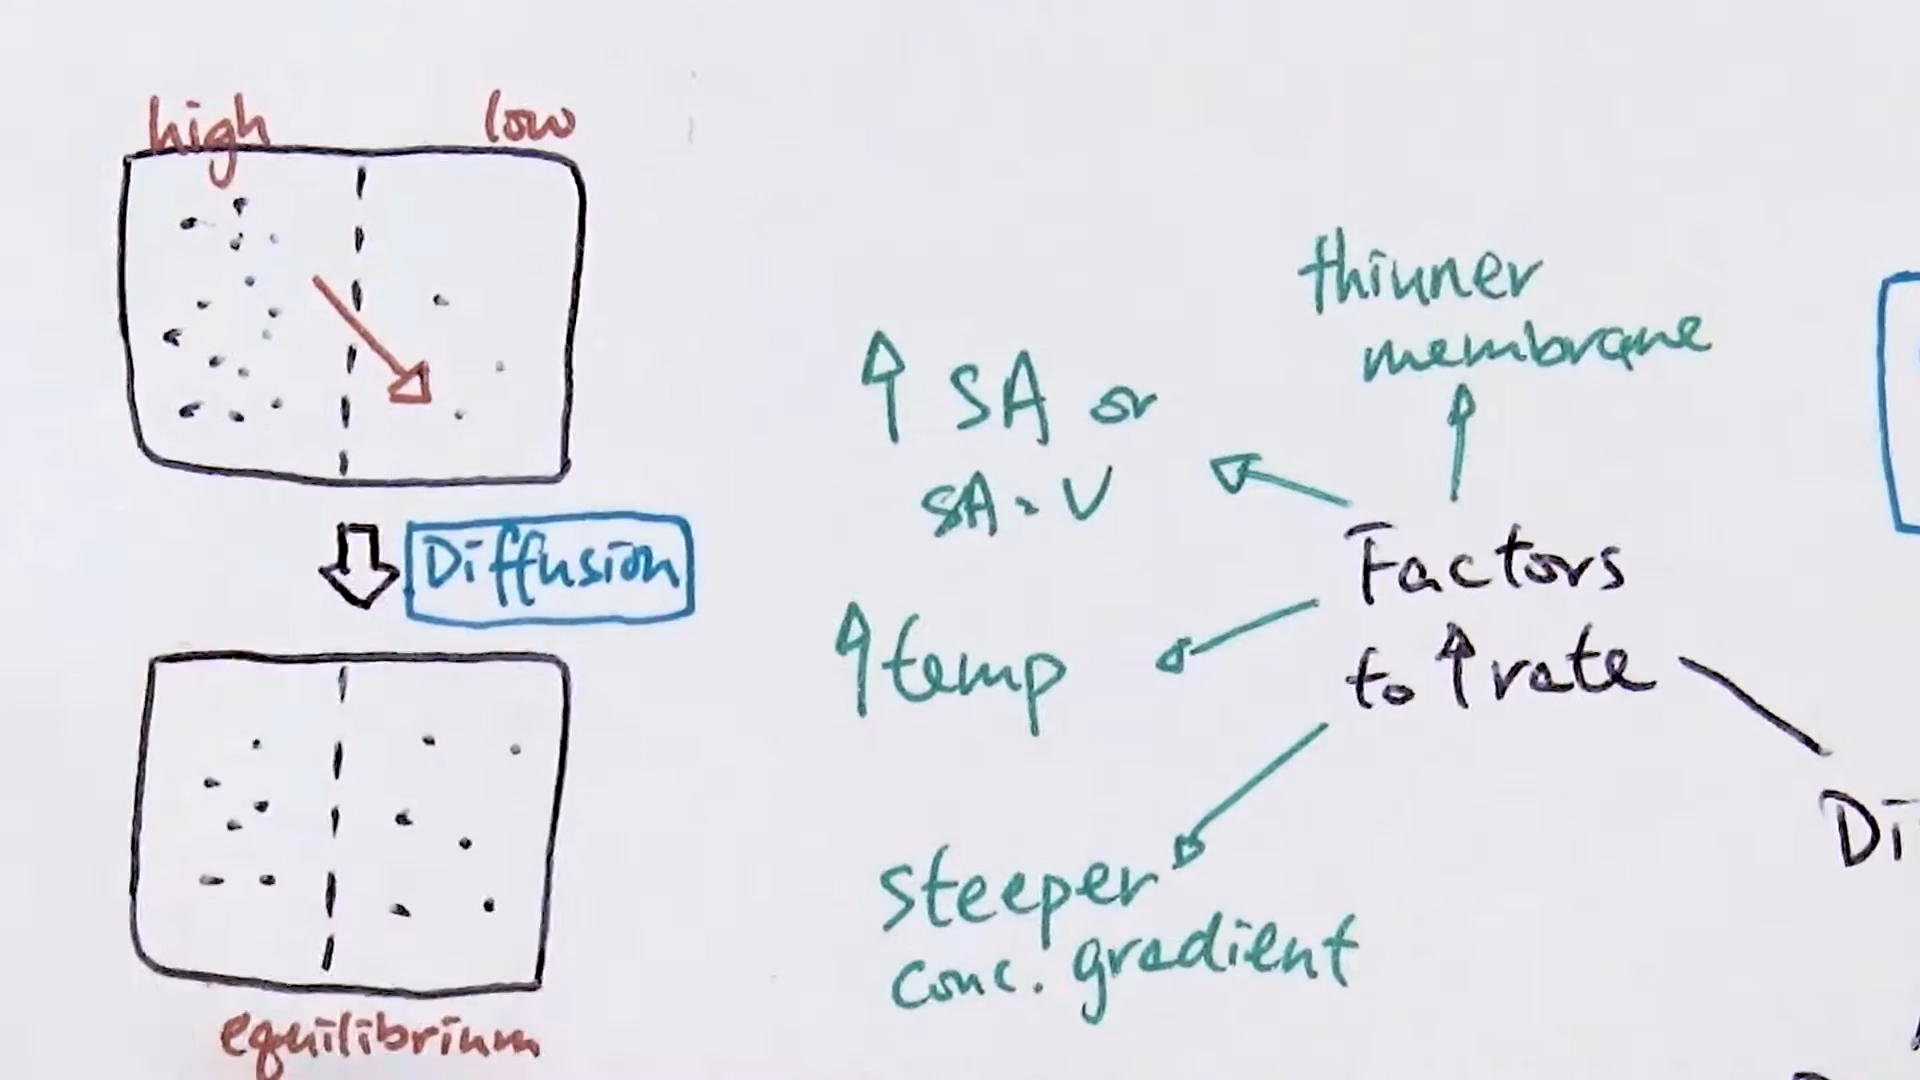 high
low
Diffusion
equilibrium
thinner
membrane
↑ SA or
SA:V
↑ temp
Factors
to ↑ rate
steeper
conc. gradient